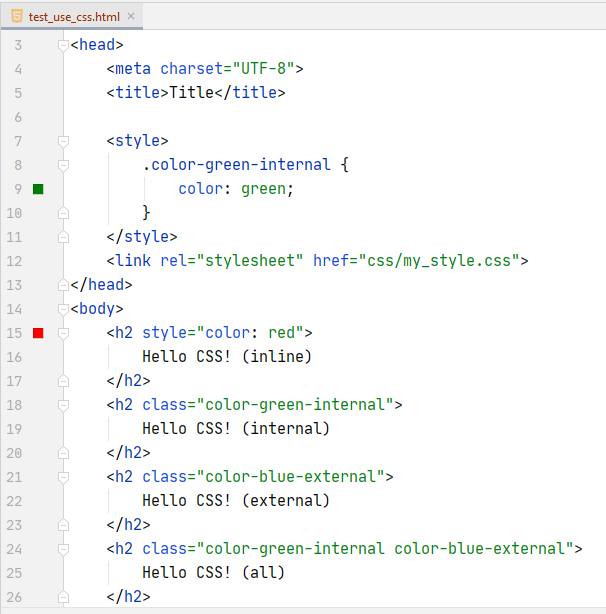 test_use_css.html
3 <head>
4 <meta charset="UTF-8">
5 <title>Title</title>
6
7 <style>
8 .color-green-internal {
9 color: green;
10 }
11 </style>
12 <link rel="stylesheet" href="css/my_style.css">
13 </head>
14 <body>
15 <h2 style="color: red">
16 Hello CSS! (inline)
17 </h2>
18 <h2 class="color-green-internal">
19 Hello CSS! (internal)
20 </h2>
21 <h2 class="color-blue-external">
22 Hello CSS! (external)
23 </h2>
24 <h2 class="color-green-internal color-blue-external">
25 Hello CSS! (all)
26 </h2>